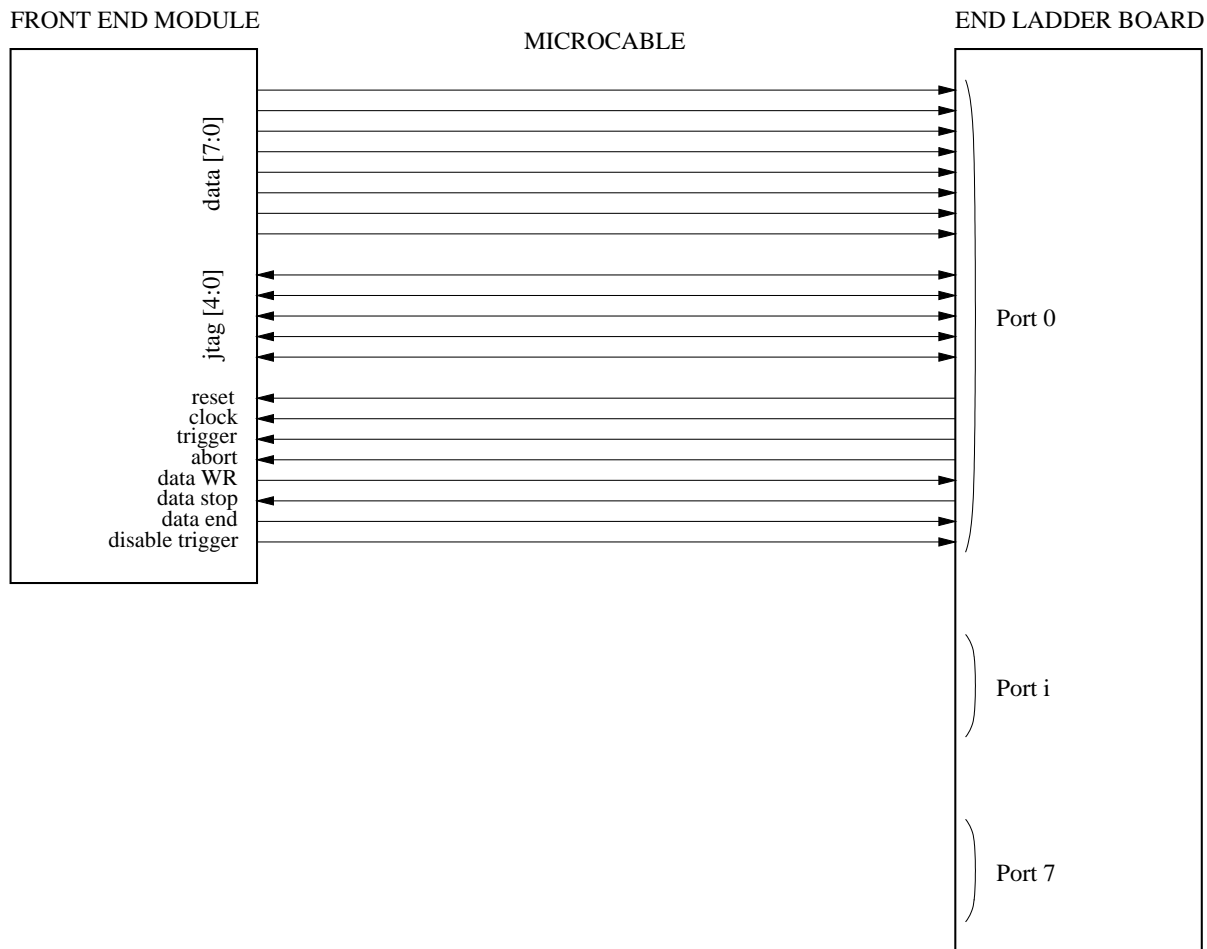 FRONT END MODULE
MICROCABLE
END LADDER BOARD
data [7:0]
jtag [4:0]
reset
clock
trigger
abort
data WR
data stop
data end
disable trigger
Port 0
Port i
Port 7